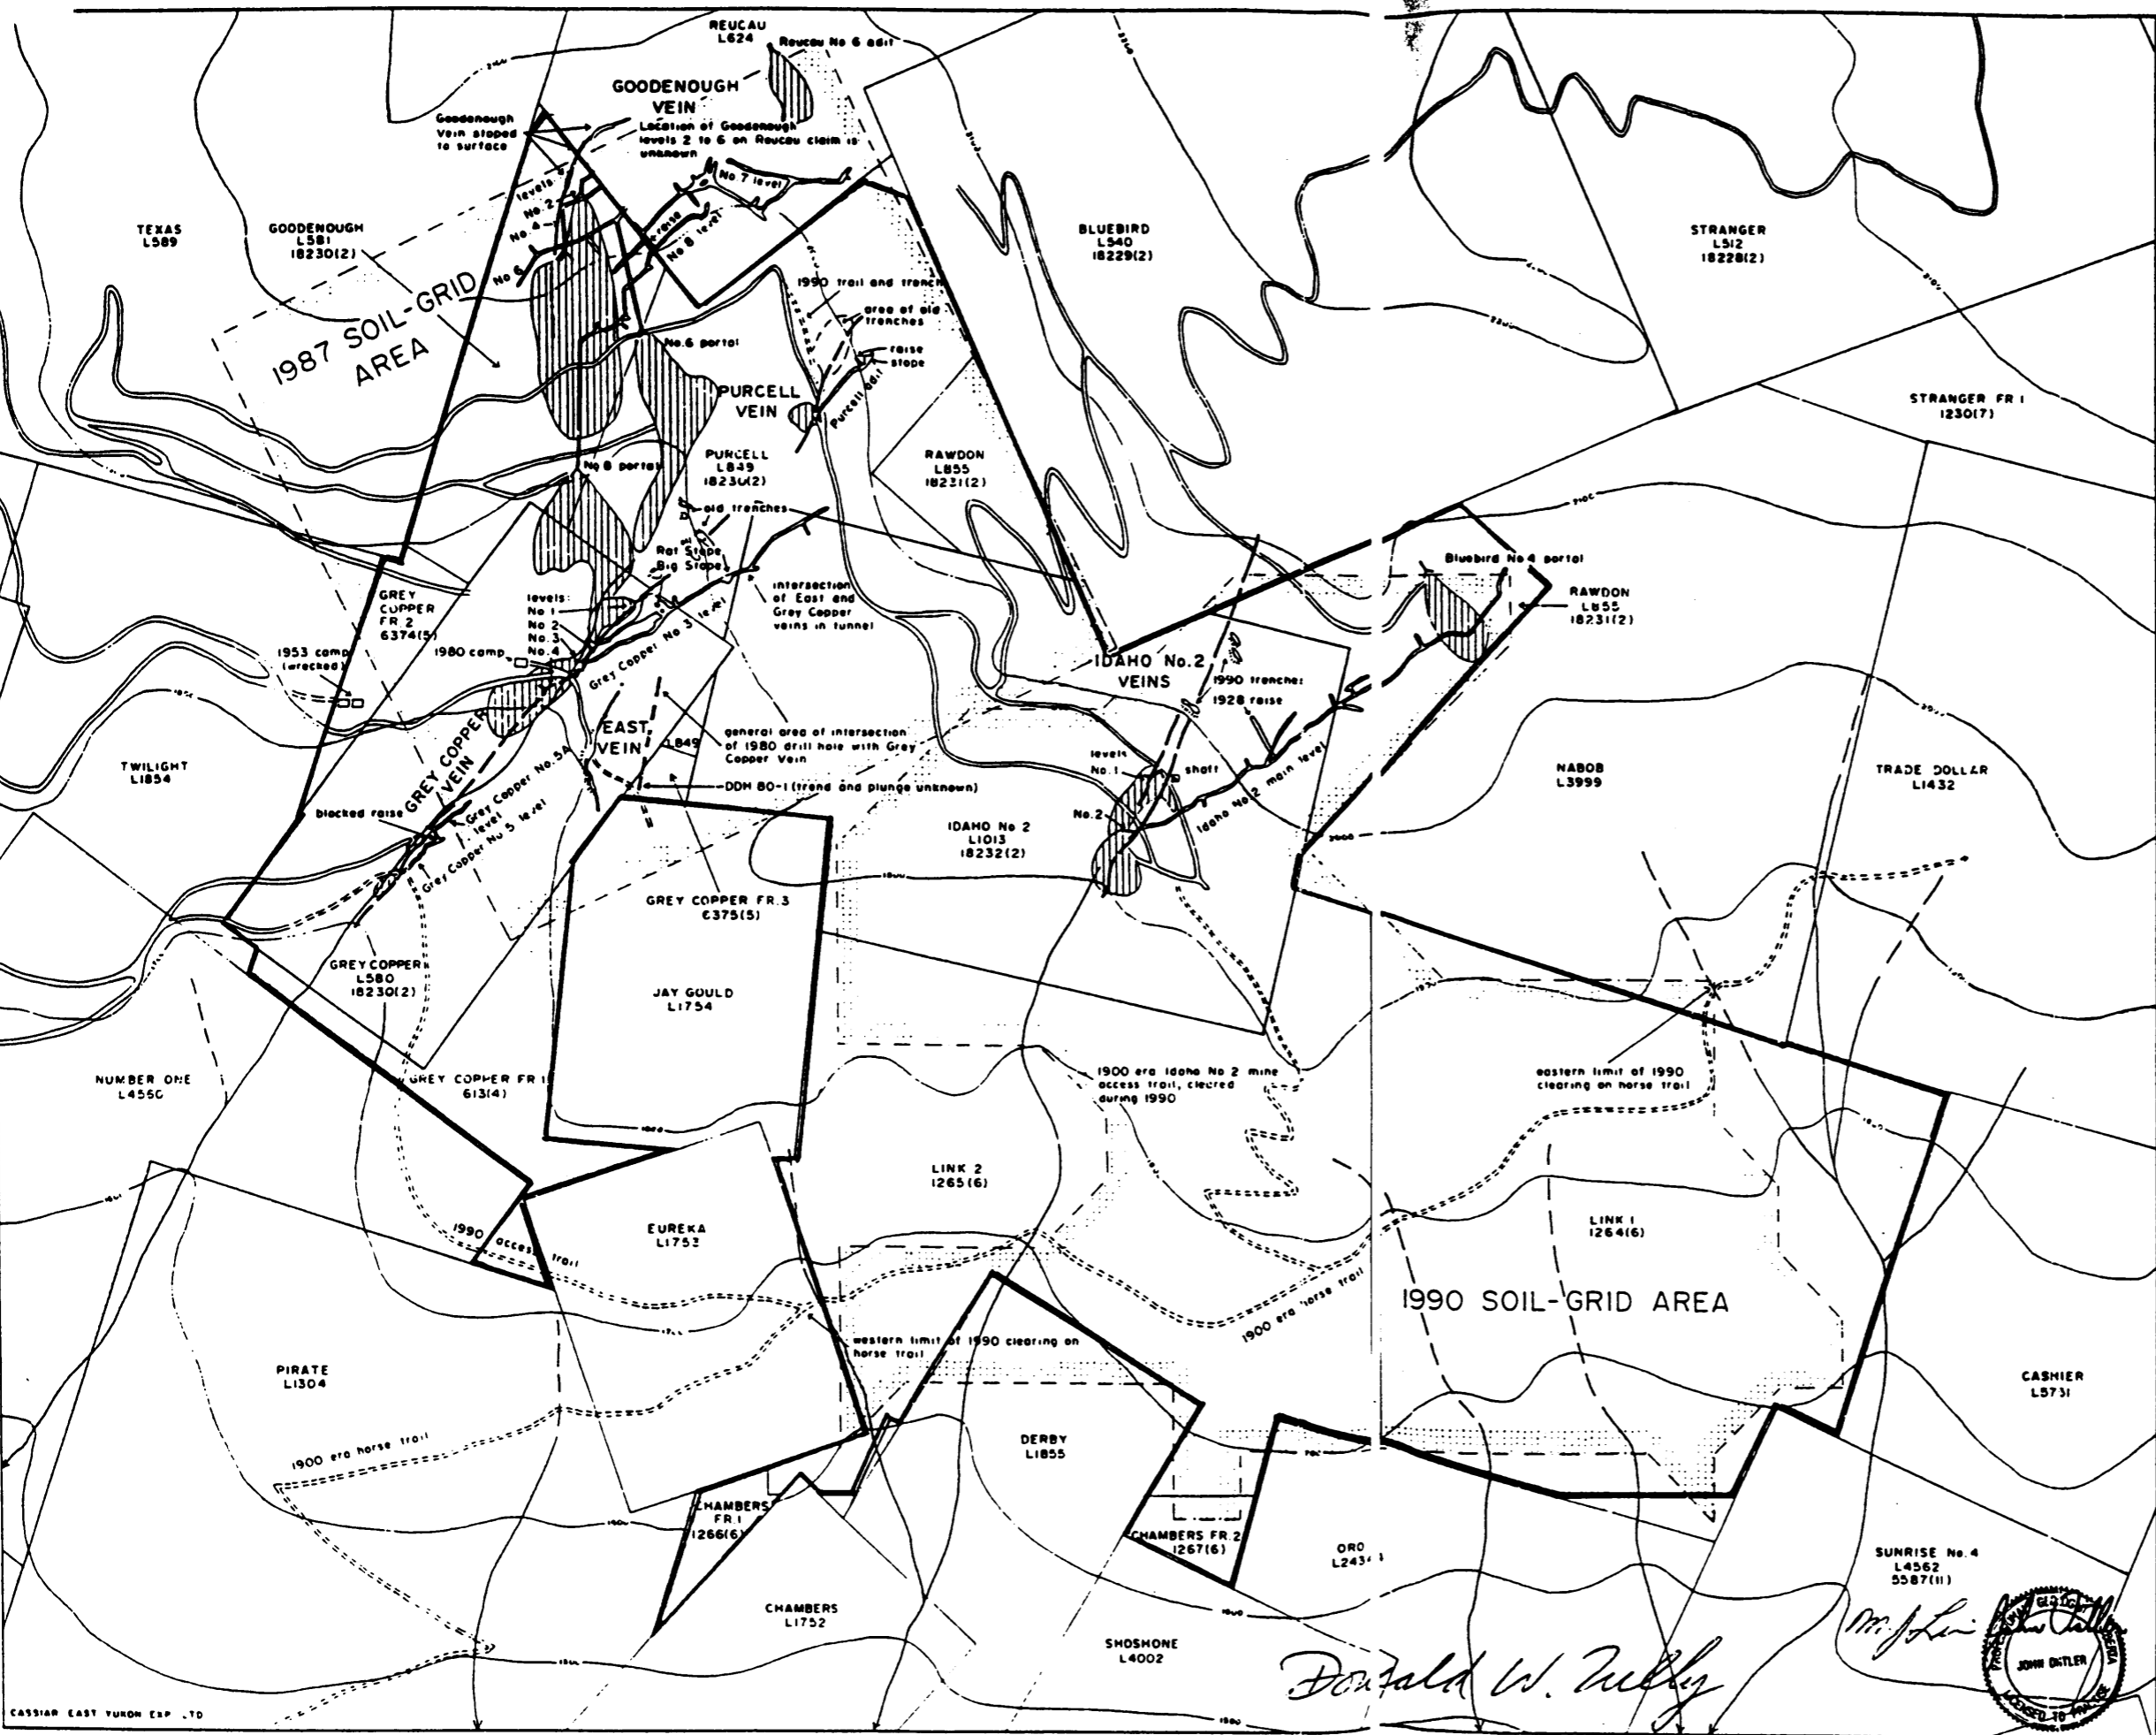 REUCAU
L624
Reucau No 6 adit
GOODENOUGH
VEIN
Goodenough
Vein stoped
to surface
Location of Goodenough
levels 2 to 6 on Reucau claim is
unknown
levels
No. 2
No. 4
No 6
No. 7 level
raise
No 8 level
TEXAS
L589
GOODENOUGH
L581
18230(2)
1987 SOIL-GRID
AREA
BLUEBIRD
L540
18229(2)
STRANGER
L512
18228(2)
STRANGER FR 1
1230(7)
1990 trail and trench
area of old
trenches
raise
stope
Purcell adit
No.6 portal
PURCELL
VEIN
No 8 portal
PURCELL
L849
18230(2)
RAWDON
L855
18231(2)
old trenches
Rat Stope
Big Stope
intersection
of East and
Grey Copper
veins in tunnel
GREY
COPPER
FR. 2
6374(5)
levels:
No 1
No 2
No.3
No.4
1953 camp
(wrecked)
1980 camp
Grey Copper No 3 level
Bluebird No 4 portal
RAWDON
L855
18231(2)
IDAHO No. 2
VEINS
1990 trenches
1928 raise
EAST
VEIN
L849
general area of intersection
of 1980 drill hole with Grey
Copper Vein
DDH 80-1 (trend and plunge unknown)
TWILIGHT
L1854
GREY COPPER
VEIN
blocked raise
Grey Copper No. 5A
level
Grey Copper No 5 level
levels
No. 1
shaft
No. 2
Idaho No. 2 main level
IDAHO No 2
L1013
18232(2)
NABOB
L3999
TRADE DOLLAR
L1432
2000
1800
GREY COPPER FR. 3
6375(5)
GREY COPPER
L580
18230(2)
JAY GOULD
L1754
NUMBER ONE
L4550
GREY COPPER FR 1
613(4)
1900 era Idaho No 2 mine
access trail, cleared
during 1990
eastern limit of 1990
clearing on horse trail
LINK 2
1265(6)
LINK 1
1264(6)
EUREKA
L1753
1990 access trail
1990 SOIL-GRID AREA
1900 era horse trail
western limit of 1990 clearing on
horse trail
PIRATE
L1304
CASHIER
L5731
1900 era horse trail
DERBY
L1855
CHAMBERS
FR. 1
1266(6)
CHAMBERS FR. 2
1267(6)
ORO
SUNRISE No. 4
L4562
5587(11)
CHAMBERS
L1752
SHOSHONE
L4002
Donald W. Tully
JOHN OSTLER
LICENSED TO PRACTISE
CASSIAR EAST YUKON EXP LTD